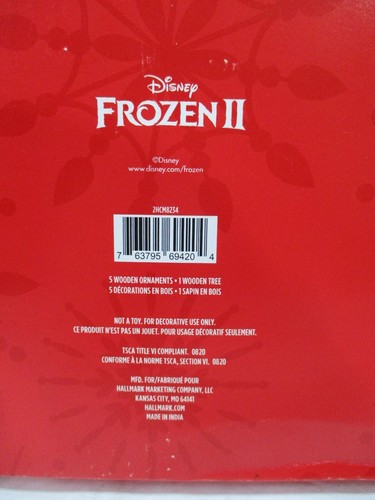 Disney
FROZEN II
©Disney
www.disney.com/frozen
2HCM8234
7 63795 69420 4
5 WOODEN ORNAMENTS • 1 WOODEN TREE
5 DÉCORATIONS EN BOIS • 1 SAPIN EN BOIS
NOT A TOY. FOR DECORATIVE USE ONLY.
CE PRODUIT N'EST PAS UN JOUET. POUR USAGE DÉCORATIF SEULEMENT.
TSCA TITLE VI COMPLIANT. 0820
CONFORME À LA NORME TSCA, SECTION VI. 0820
MFD. FOR/FABRIQUÉ POUR
HALLMARK MARKETING COMPANY, LLC
KANSAS CITY, MO 64141
HALLMARK.COM
MADE IN INDIA